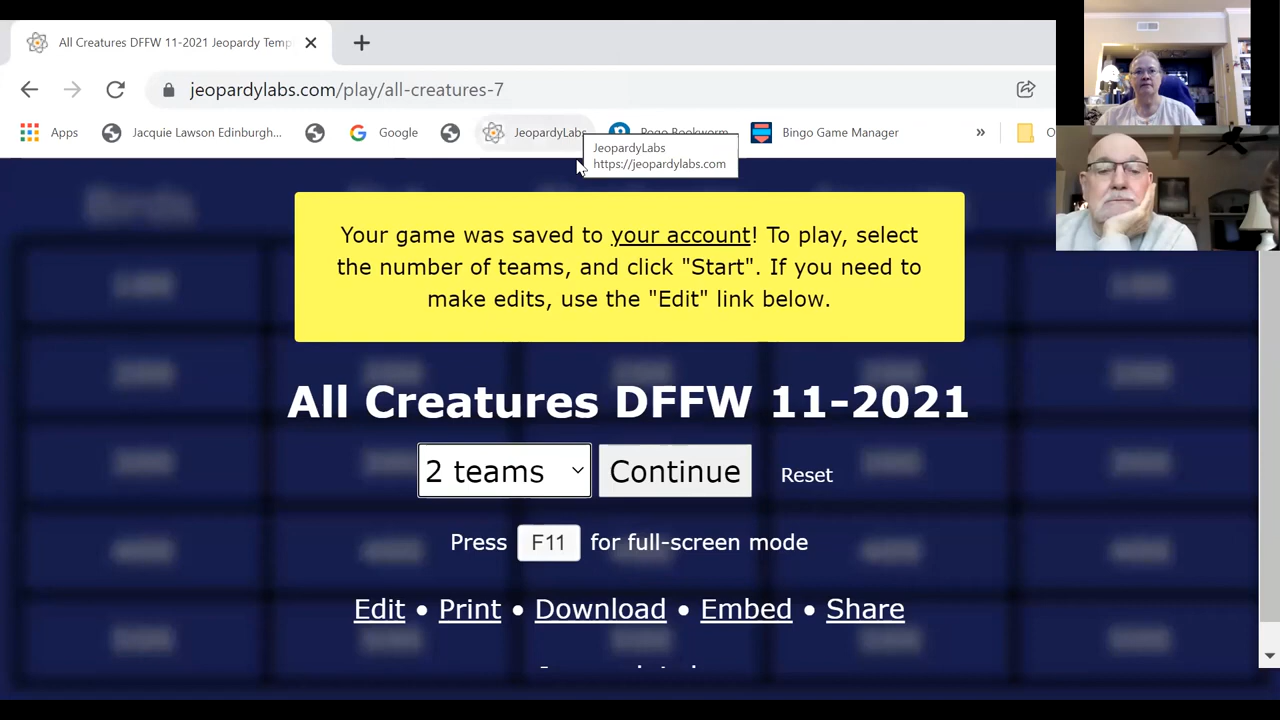 All Creatures DFFW 11-2021 Jeopardy Temp
jeopardylabs.com/play/all-creatures-7
Apps Jacquie Lawson Edinburgh... Google JeopardyLabs Pogo Bookworm Bingo Game Manager »
JeopardyLabs
https://jeopardylabs.com
Birds
Your game was saved to your account! To play, select
the number of teams, and click "Start". If you need to
make edits, use the "Edit" link below.
All Creatures DFFW 11-2021
2 teams Continue Reset
Press F11 for full-screen mode
Edit • Print • Download • Embed • Share